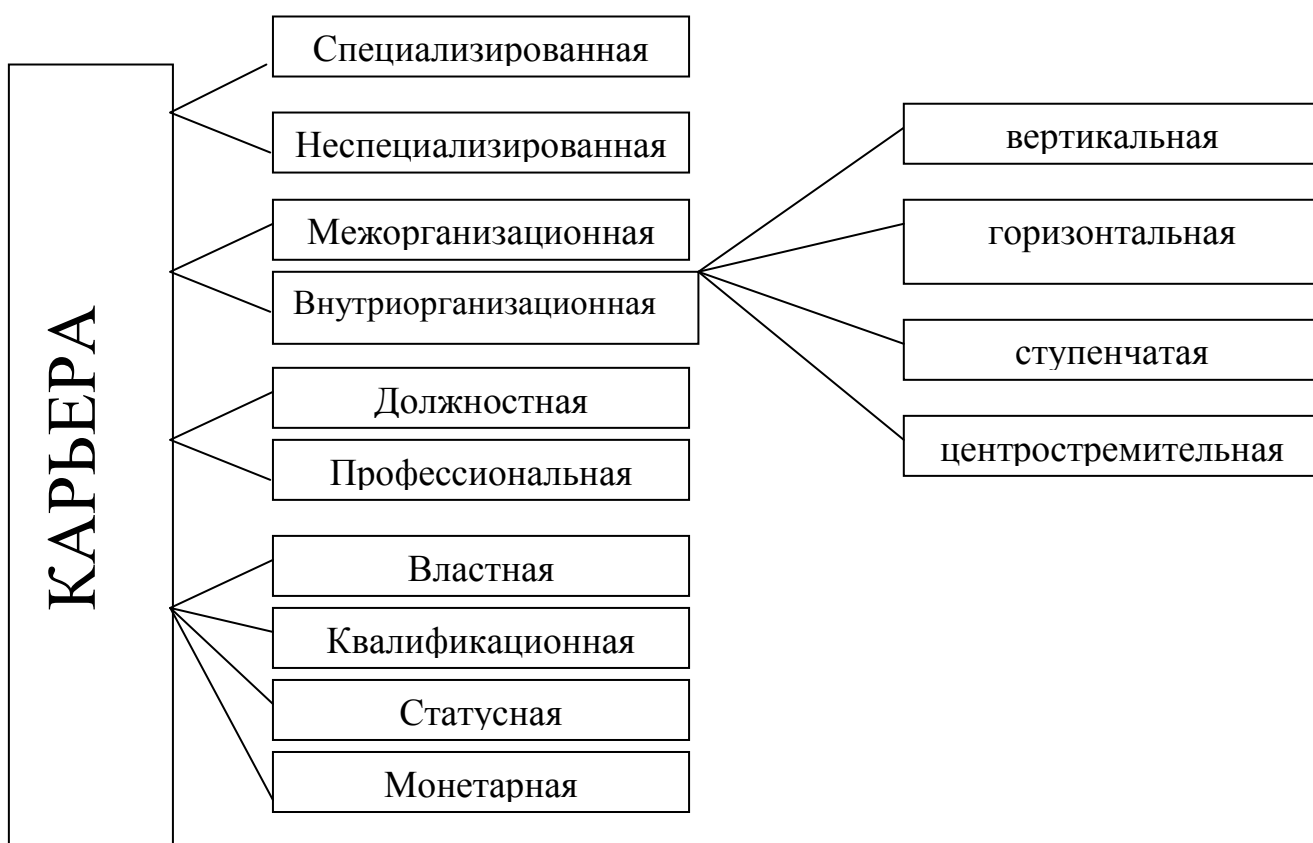 КАРЬЕРА
Специализированная
Неспециализированная
Межорганизационная
Внутриорганизационная
Должностная
Профессиональная
Властная
Квалификационная
Статусная
Монетарная
вертикальная
горизонтальная
ступенчатая
центростремительная